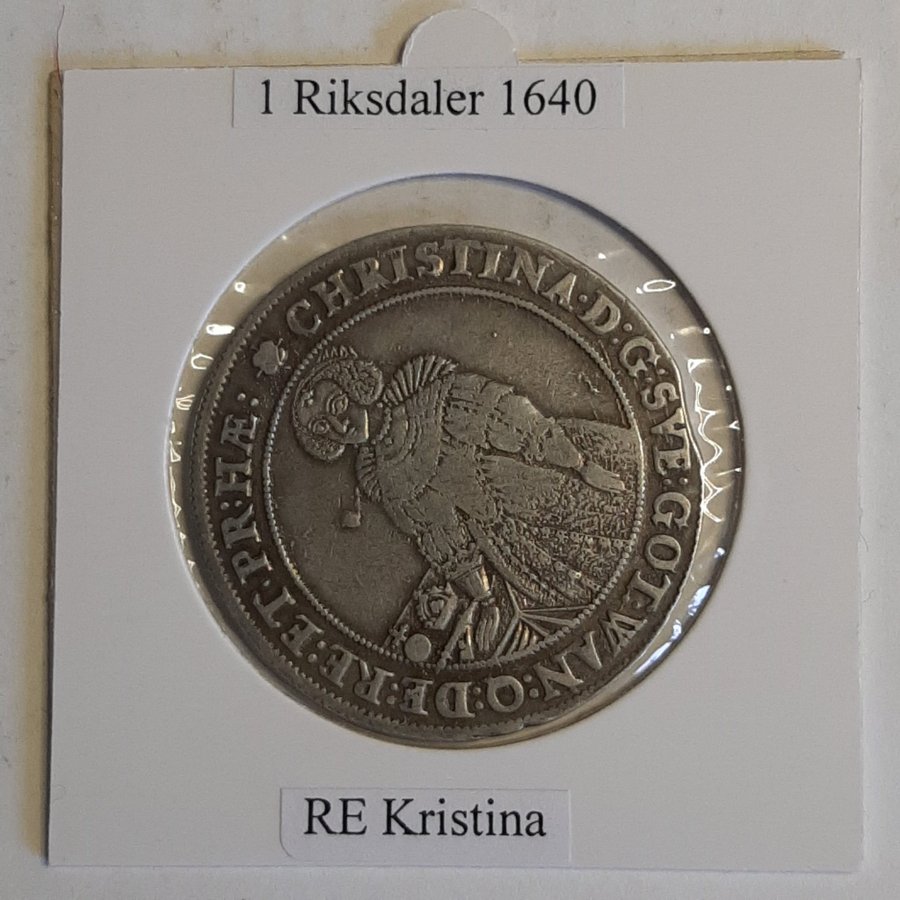 1 Riksdaler 1640
CHRISTINA·D:G:SVE:GOT:WAN:Q:DE:RE:ET·PR:HÆ:
RE Kristina